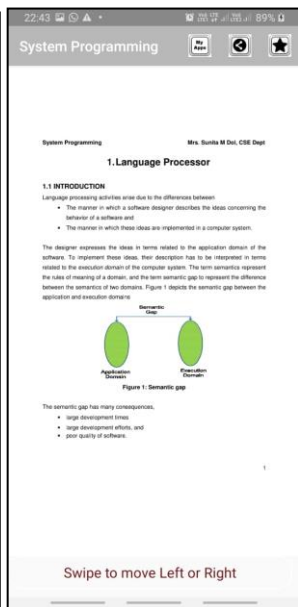 22:43
89%
System Programming
My
Apps
System Programming Mrs. Sunita M Dol, CSE Dept
1. Language Processor
1.1 INTRODUCTION
Language processing activities arise due to the differences between
• The manner in which a software designer describes the ideas concerning the
behavior of a software and
• The manner in which these ideas are implemented in a computer system.
The designer expresses the ideas in terms related to the application domain of the
software. To implement these ideas, their description has to be interpreted in terms
related to the execution domain of the computer system. The term semantics represent
the rules of meaning of a domain, and the term semantic gap to represent the difference
between the semantics of two domains. Figure 1 depicts the semantic gap between the
application and execution domains
Semantic
Gap
Application
Domain
Execution
Domain
Figure 1: Semantic gap
The semantic gap has many consequences,
• large development times
• large development efforts, and
• poor quality of software.
1
Swipe to move Left or Right